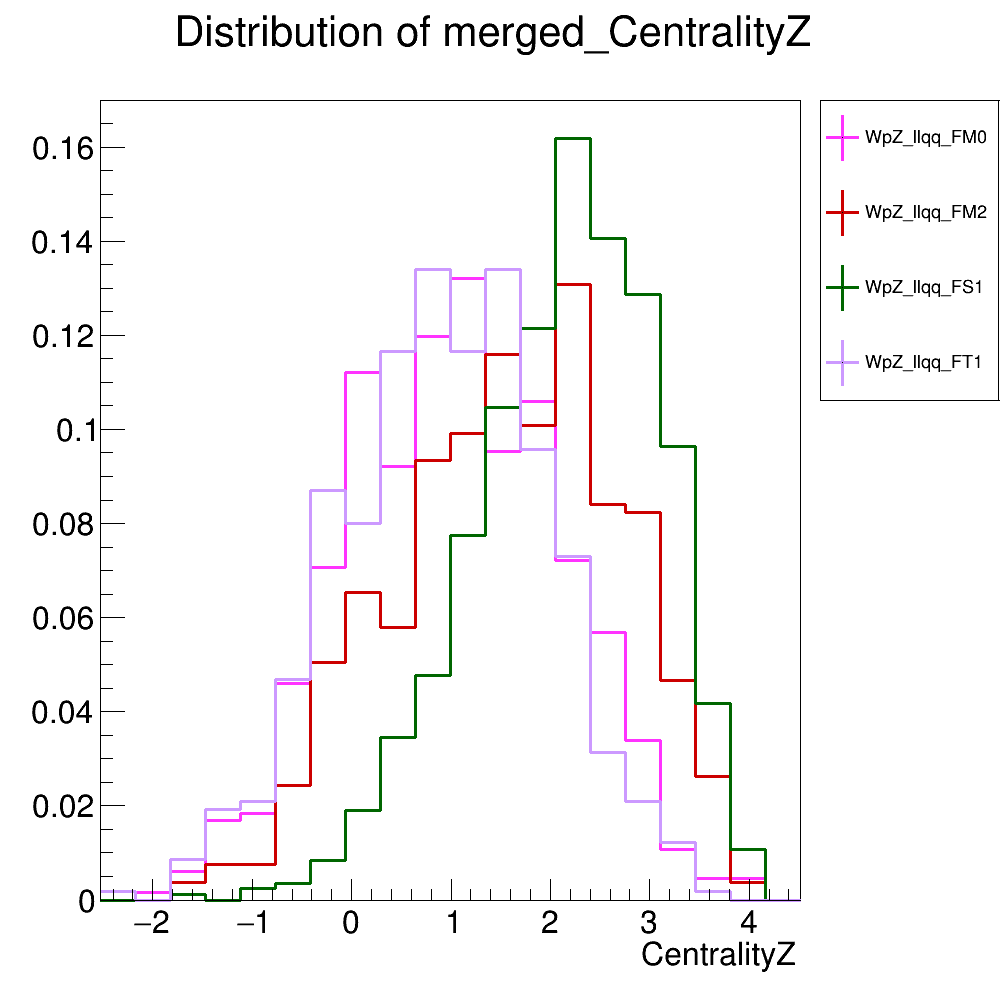 Distribution of merged_CentralityZ
WpZ_llqq_FM0
WpZ_llqq_FM2
WpZ_llqq_FS1
WpZ_llqq_FT1
0.16
0.14
0.12
0.1
0.08
0.06
0.04
0.02
0
−2 −1 0 1 2 3 4
CentralityZ